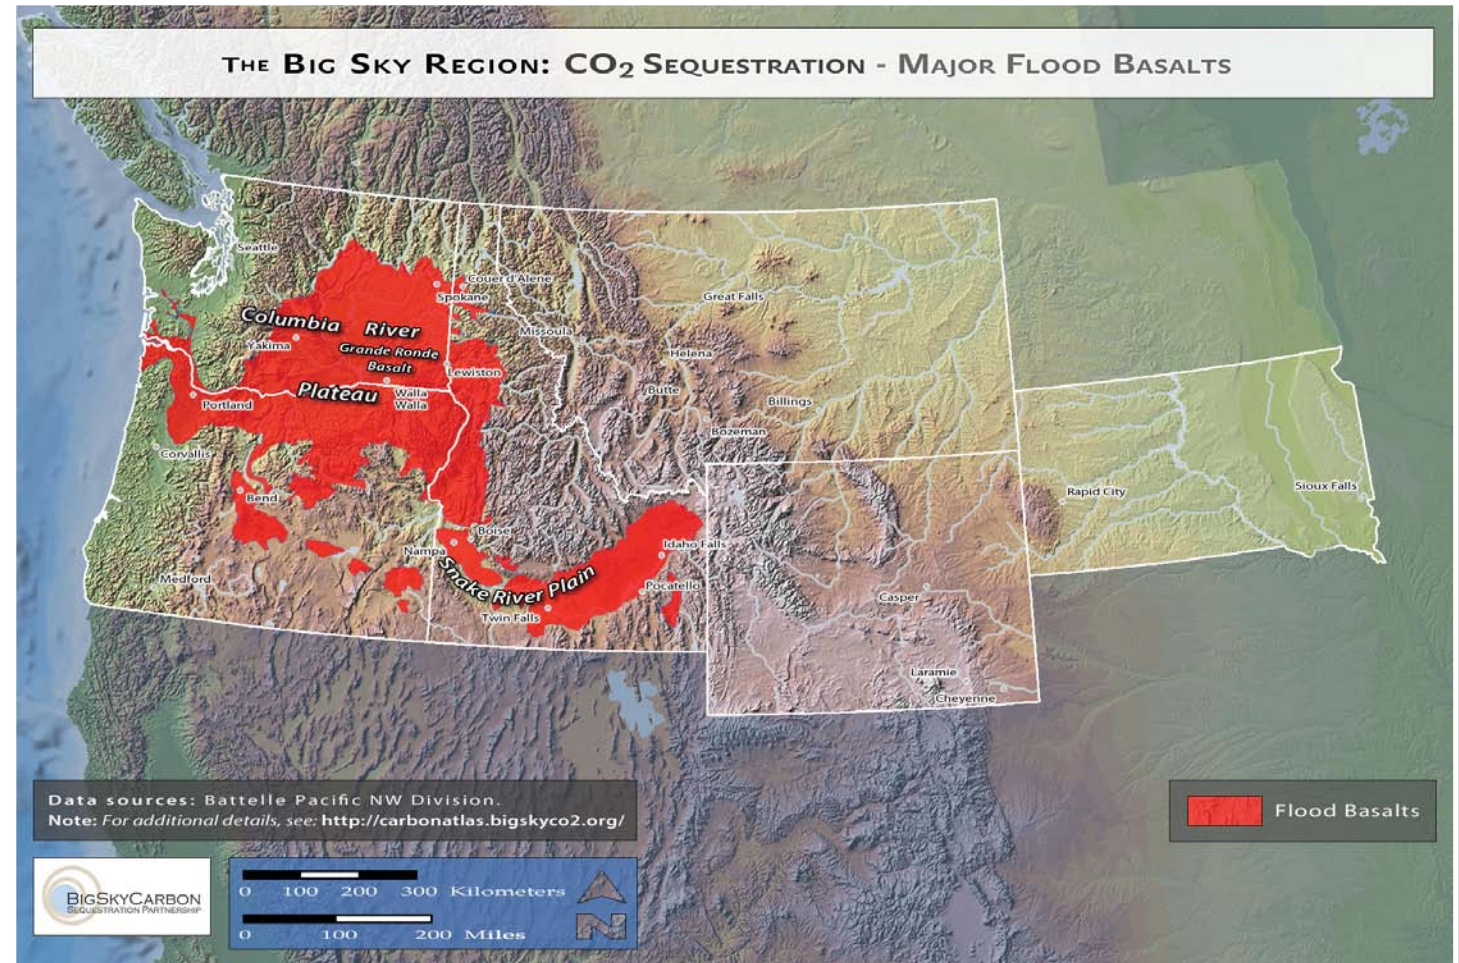 THE BIG SKY REGION: CO2 SEQUESTRATION - MAJOR FLOOD BASALTS
Seattle
Couer d'Alene
Spokane
Great Falls
Columbia River
Missoula
Yakima
Grande Ronde
Basalt
Helena
Lewiston
Plateau
Walla
Walla
Butte
Portland
Billings
Bozeman
Corvallis
Sioux Falls
Rapid City
Bend
Boise
Nampa
Idaho Falls
Snake River Plain
Medford
Pocatello
Casper
Twin Falls
Laramie
Cheyenne
Data sources: Battelle Pacific NW Division.
Note: For additional details, see: http://carbonatlas.bigskyco2.org/
Flood Basalts
BIGSKYCARBON
SEQUESTRATION PARTNERSHIP
0 100 200 300 Kilometers
0 100 200 Miles
N